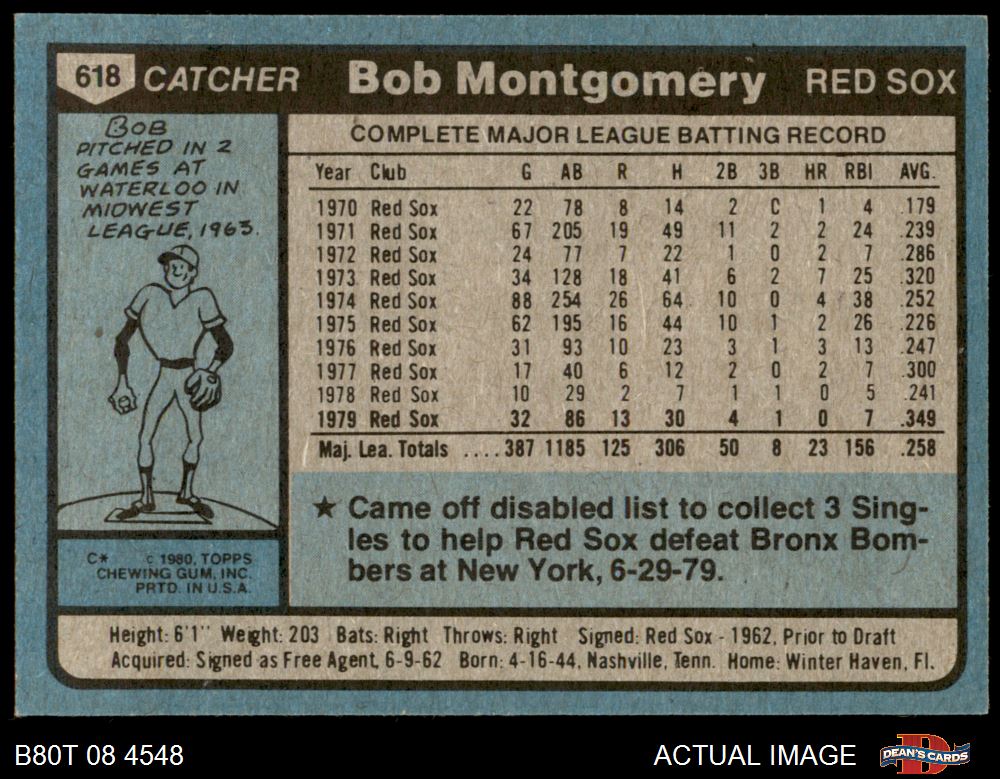 618 CATCHER Bob Montgomery RED SOX
BOB
PITCHED IN 2
GAMES AT
WATERLOO IN
MIDWEST
LEAGUE, 1963.
C* © 1980, TOPPS
CHEWING GUM, INC.
PRTD. IN U.S.A.
COMPLETE MAJOR LEAGUE BATTING RECORD
Year Club G AB R H 2B 3B HR RBI AVG.
1970 Red Sox 22 78 8 14 2 0 1 4 .179
1971 Red Sox 67 205 19 49 11 2 2 24 .239
1972 Red Sox 24 77 7 22 1 0 2 7 .286
1973 Red Sox 34 128 18 41 6 2 7 25 .320
1974 Red Sox 88 254 26 64 10 0 4 38 .252
1975 Red Sox 62 195 16 44 10 1 2 26 .226
1976 Red Sox 31 93 10 23 3 1 3 13 .247
1977 Red Sox 17 40 6 12 2 0 2 7 .300
1978 Red Sox 10 29 2 7 1 1 0 5 .241
1979 Red Sox 32 86 13 30 4 1 0 7 .349
Maj. Lea. Totals ....387 1185 125 306 50 8 23 156 .258
★ Came off disabled list to collect 3 Sing-
les to help Red Sox defeat Bronx Bom-
bers at New York, 6-29-79.
Height: 6'1" Weight: 203 Bats: Right Throws: Right Signed: Red Sox - 1962, Prior to Draft
Acquired: Signed as Free Agent, 6-9-62 Born: 4-16-44, Nashville, Tenn. Home: Winter Haven, Fl.
B80T 08 4548 ACTUAL IMAGE DEAN'S CARDS